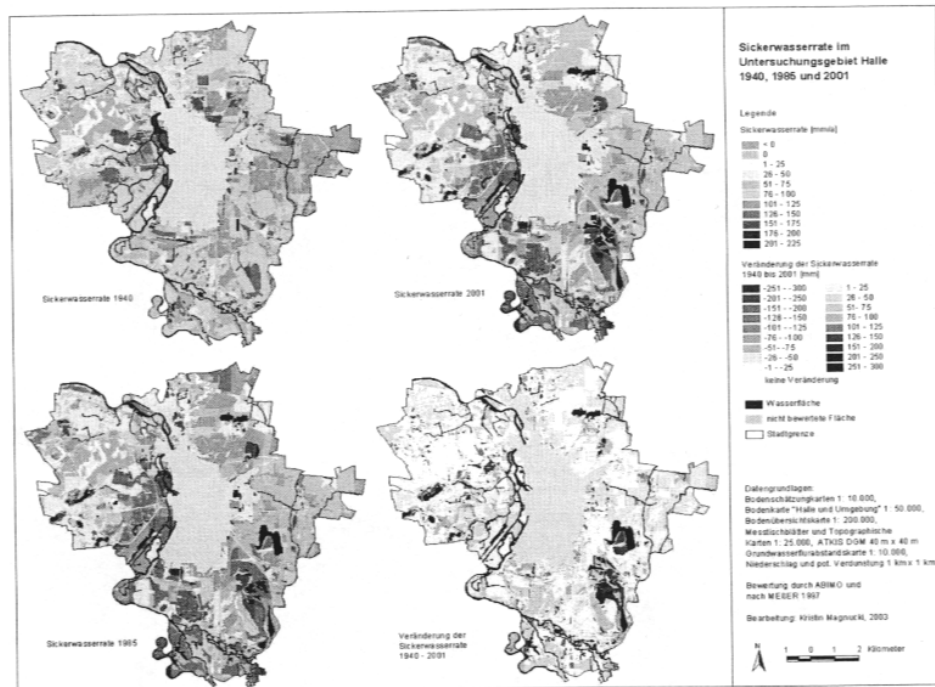 Sickerwasserrate 1940
Sickerwasserrate 2001
Sickerwasserrate 1985
Veränderung der
Sickerwasserrate
1940 - 2001
Sickerwasserrate im
Untersuchungsgebiet Halle
1940, 1985 und 2001
Legende
Sickerwasserrate [mm/a]
< 0
0
1 - 25
26 - 50
51 - 75
76 - 100
101 - 125
126 - 150
151 - 175
176 - 200
201 - 225
Veränderung der Sickerwasserrate
1940 bis 2001 [mm]
-251 - -300
-201 - -250
-151 - -200
-126 - -150
-101 - -125
-76 - -100
-51 - -75
-26 - -50
-1 - -25
1 - 25
26 - 50
51- 75
76 - 100
101 - 125
126 - 150
151 - 200
201 - 250
251 - 300
keine Veränderung
Wasserfläche
nicht bewertete Fläche
Stadtgrenze
Datengrundlagen:
Bodenschätzungkarten 1: 10.000,
Bodenkarte "Halle und Umgebung" 1 : 50.000,
Bodenübersichtskarte 1: 200.000,
Messtischblätter und Topographische
Karten 1: 25.000, ATKIS DGM 40 m x 40 m
Grundwasserflurabstandskarte 1: 10.000,
Niederschlag und pot. Verdunstung 1 km x 1 km
Bewertung durch ABIMO und
nach MEßER 1997
Bearbeitung: Kristin Magnucki, 2003
N
1 0 1 2 Kilometer